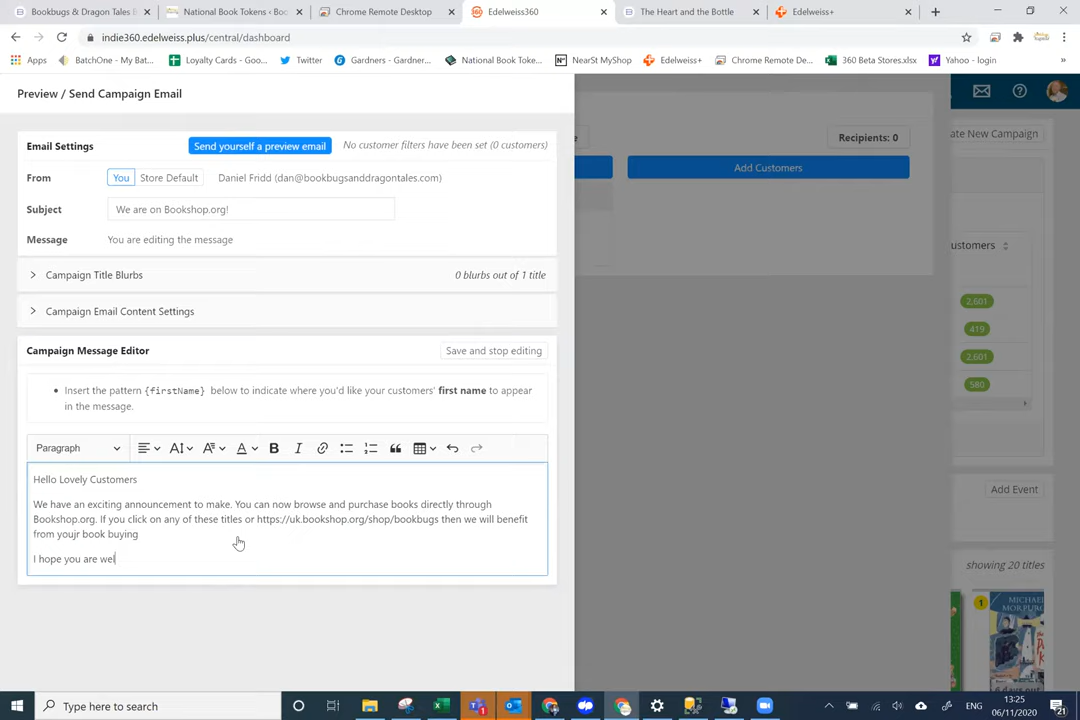 Bookbugs & Dragon Tales B
National Book Tokens ‹ Boo
Chrome Remote Desktop
Edelweiss360
The Heart and the Bottle
Edelweiss+
indie360.edelweiss.plus/central/dashboard
Apps
BatchOne - My Bat...
Loyalty Cards - Goo...
Twitter
Gardners - Gardner...
National Book Toke...
NearSt MyShop
Edelweiss+
Chrome Remote De...
360 Beta Stores.xlsx
Yahoo - login
Preview / Send Campaign Email
Email Settings
Send yourself a preview email
No customer filters have been set (0 customers)
From
You
Store Default
Daniel Fridd (dan@bookbugsanddragontales.com)
Subject
We are on Bookshop.org!
Message
You are editing the message
Campaign Title Blurbs
0 blurbs out of 1 title
Campaign Email Content Settings
Campaign Message Editor
Save and stop editing
• Insert the pattern {firstName} below to indicate where you'd like your customers' first name to appear
in the message.
Paragraph
Hello Lovely Customers
We have an exciting announcement to make. You can now browse and purchase books directly through
Bookshop.org. If you click on any of these titles or https://uk.bookshop.org/shop/bookbugs then we will benefit
from youjr book buying
I hope you are wel
Recipients: 0
Add Customers
ate New Campaign
ustomers
2,601
419
2,601
580
Add Event
showing 20 titles
1
MICHAEL
MORPURGO
Type here to search
1
ENG
13:25
06/11/2020
21